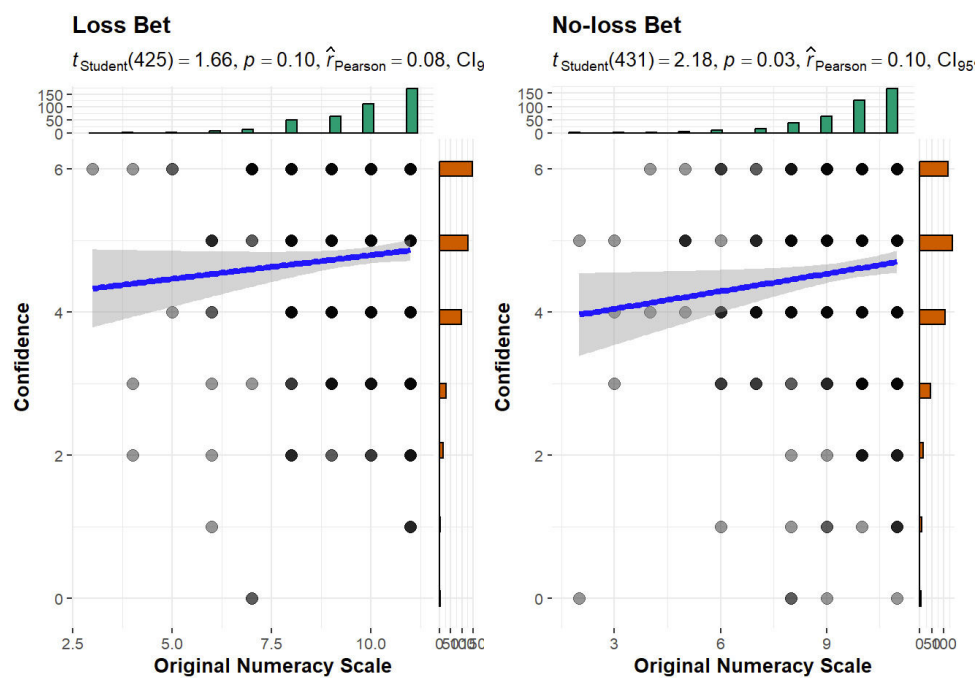 Loss Bet
No-loss Bet
t Student(425) = 1.66, p = 0.10, r̂ Pearson = 0.08, CI9
t Student(431) = 2.18, p = 0.03, r̂ Pearson = 0.10, CI95
150
100
50
0
150
100
50
0
6
4
2
0
Confidence
6
4
2
0
Confidence
2.5 5.0 7.5 10.0
3 6 9
Original Numeracy Scale
Original Numeracy Scale